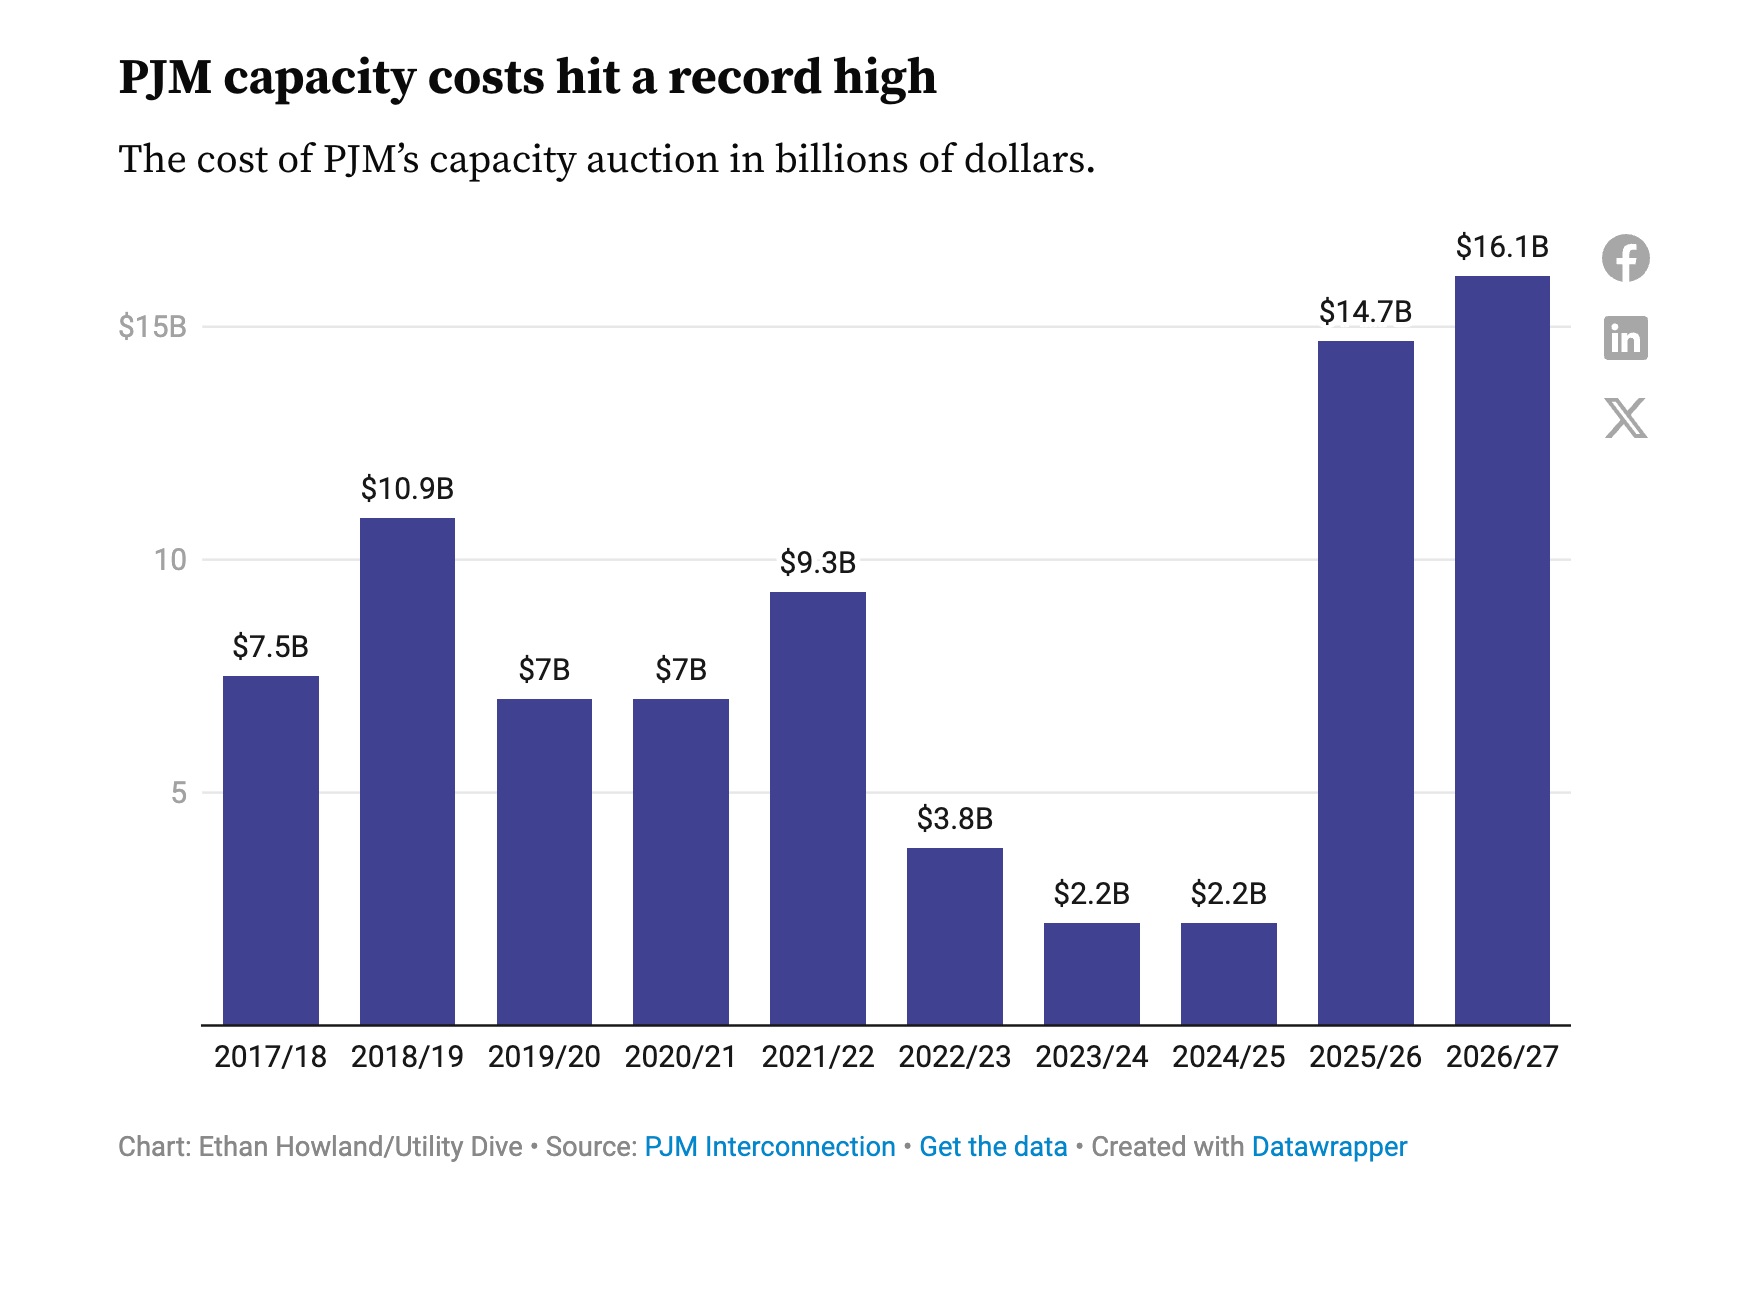 PJM capacity costs hit a record high
The cost of PJM’s capacity auction in billions of dollars.
$15B
10
5
$7.5B
$10.9B
$7B
$7B
$9.3B
$3.8B
$2.2B
$2.2B
$14.7B
$16.1B
2017/18 2018/19 2019/20 2020/21 2021/22 2022/23 2023/24 2024/25 2025/26 2026/27
Chart: Ethan Howland/Utility Dive • Source: PJM Interconnection • Get the data • Created with Datawrapper
f
in
X